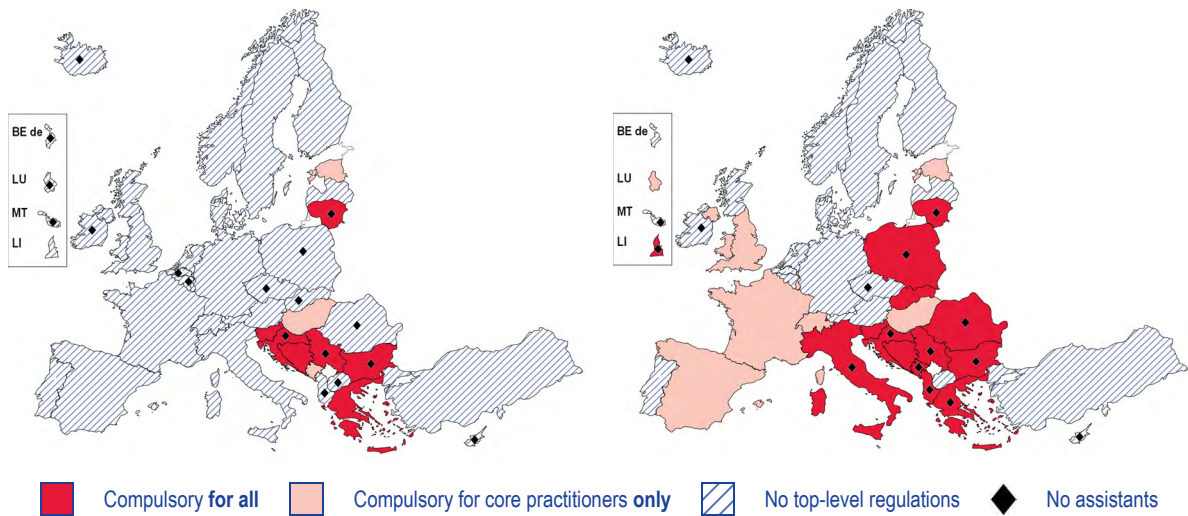 BE de
LU
MT
LI
BE de
LU
MT
LI
Compulsory for all
Compulsory for core practitioners only
No top-level regulations
No assistants